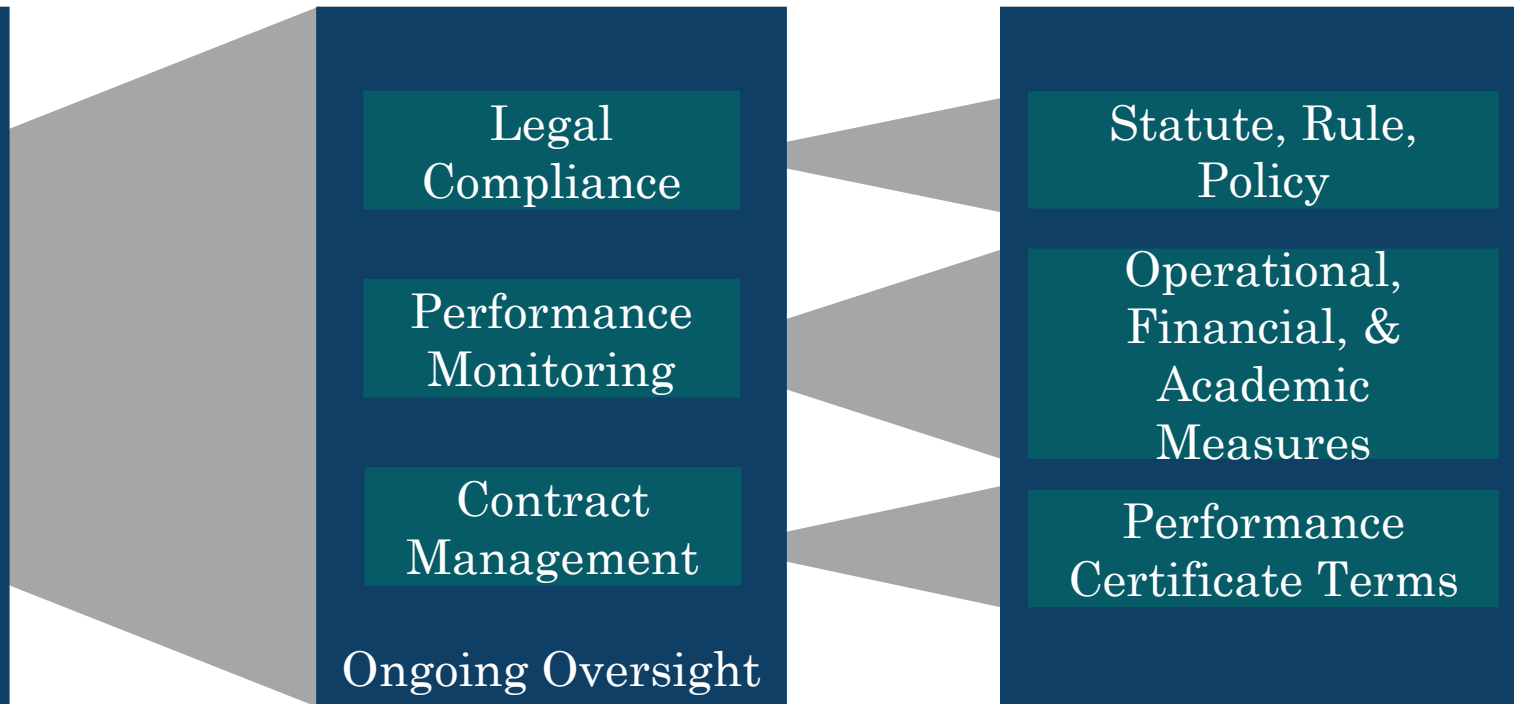 Legal
Compliance
Performance
Monitoring
Contract
Management
Ongoing Oversight
Statute, Rule,
Policy
Operational,
Financial, &
Academic
Measures
Performance
Certificate Terms